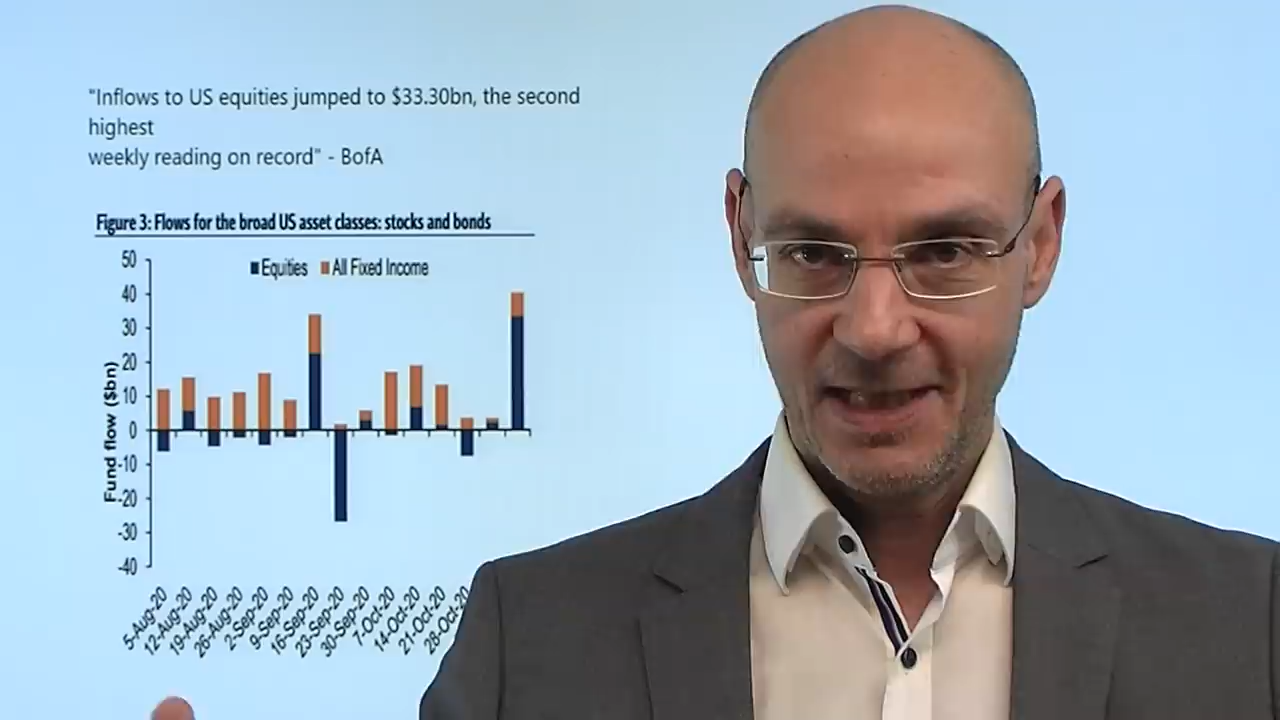 "Inflows to US equities jumped to $33.30bn, the second
highest
weekly reading on record" - BofA
Figure 3: Flows for the broad US asset classes: stocks and bonds
Equities All Fixed Income
50
40
30
20
10
0
-10
-20
-30
-40
Fund flow ($bn)
5-Aug-20
12-Aug-20
19-Aug-20
26-Aug-20
2-Sep-20
9-Sep-20
16-Sep-20
23-Sep-20
30-Sep-20
7-Oct-20
14-Oct-20
21-Oct-20
28-Oct-20